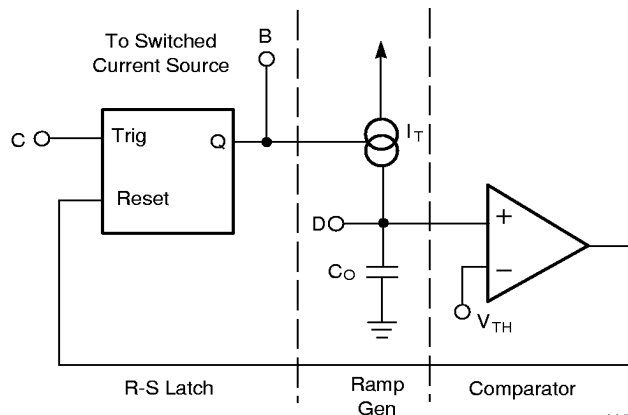 To Switched
Current Source
B
C
Trig
Q
Reset
I_T
D
C_O
+
−
V_TH
R-S Latch
Ramp
Gen
Comparator